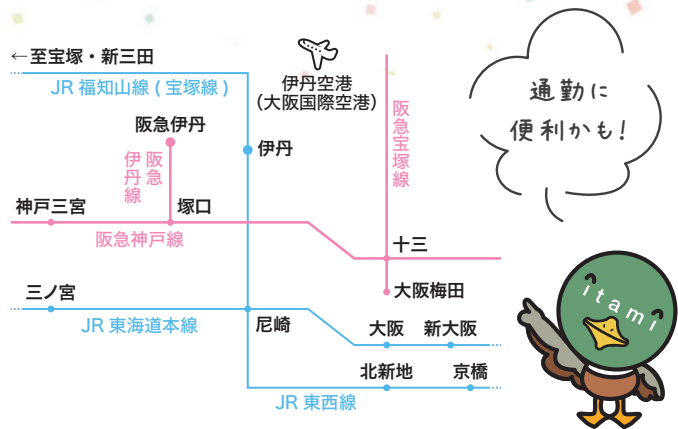 ←至宝塚・新三田
JR 福知山線 ( 宝塚線 )
伊丹空港
（大阪国際空港）
通勤に
便利かも！
阪急宝塚線
阪急伊丹
伊丹
阪急
伊丹線
神戸三宮
塚口
阪急神戸線
十三
大阪梅田
三ノ宮
JR 東海道本線
尼崎
大阪
新大阪
北新地
京橋
JR 東西線
itami